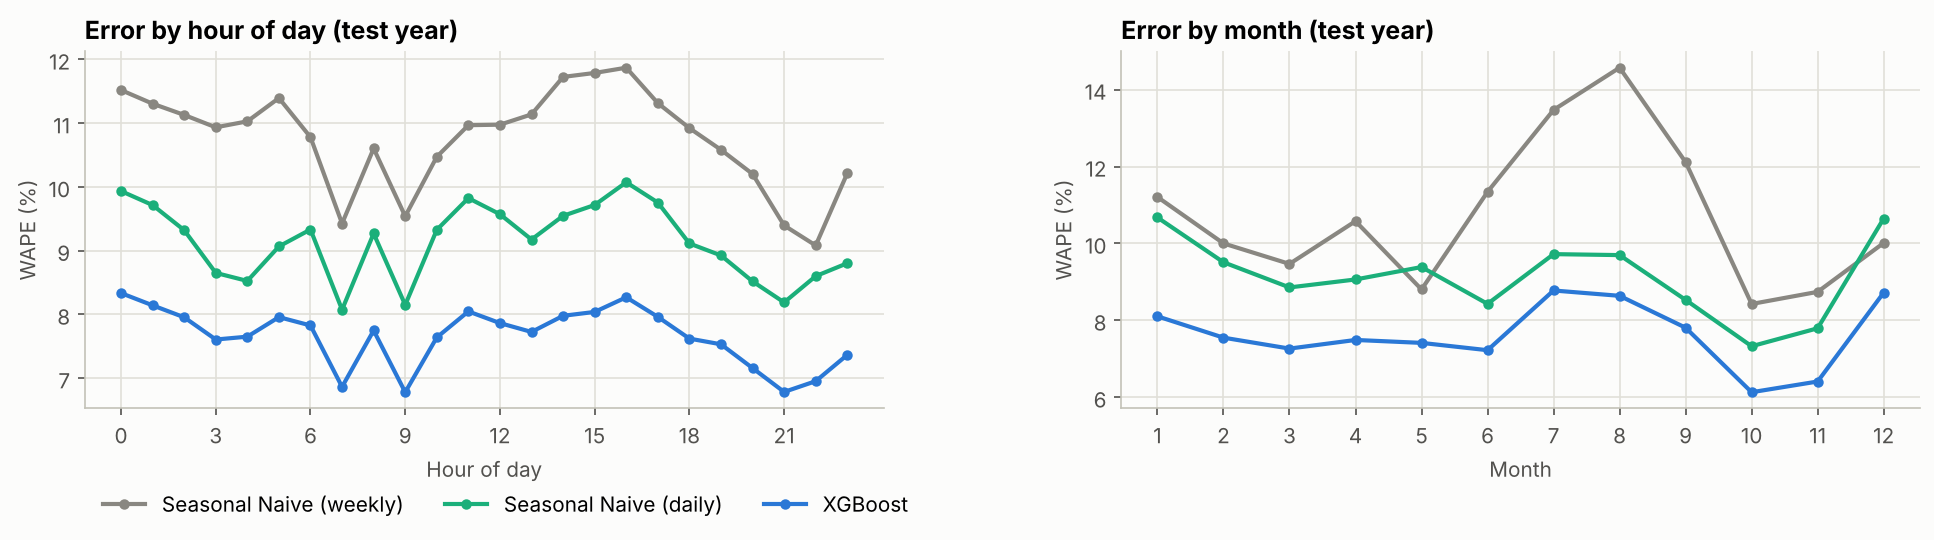 Error by hour of day (test year)
WAPE (%)
12
11
10
9
8
7
0 3 6 9 12 15 18 21
Hour of day
Seasonal Naive (weekly) Seasonal Naive (daily) XGBoost
Error by month (test year)
WAPE (%)
14
12
10
8
6
1 2 3 4 5 6 7 8 9 10 11 12
Month